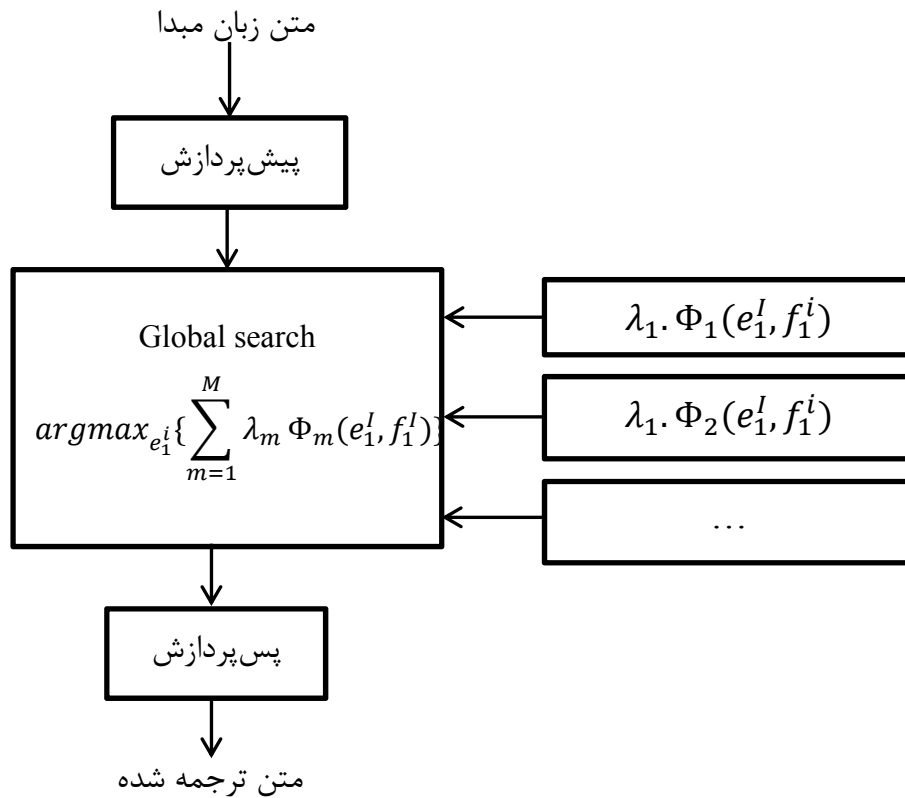 متن زبان مبدا
پیش‌پردازش
Global search
argmax_{e_1^i}{∑_{m=1}^{M} λ_m Φ_m(e_1^I, f_1^I)}
λ_1. Φ_1(e_1^I, f_1^i)
λ_1. Φ_2(e_1^I, f_1^i)
...
پس‌پردازش
متن ترجمه شده